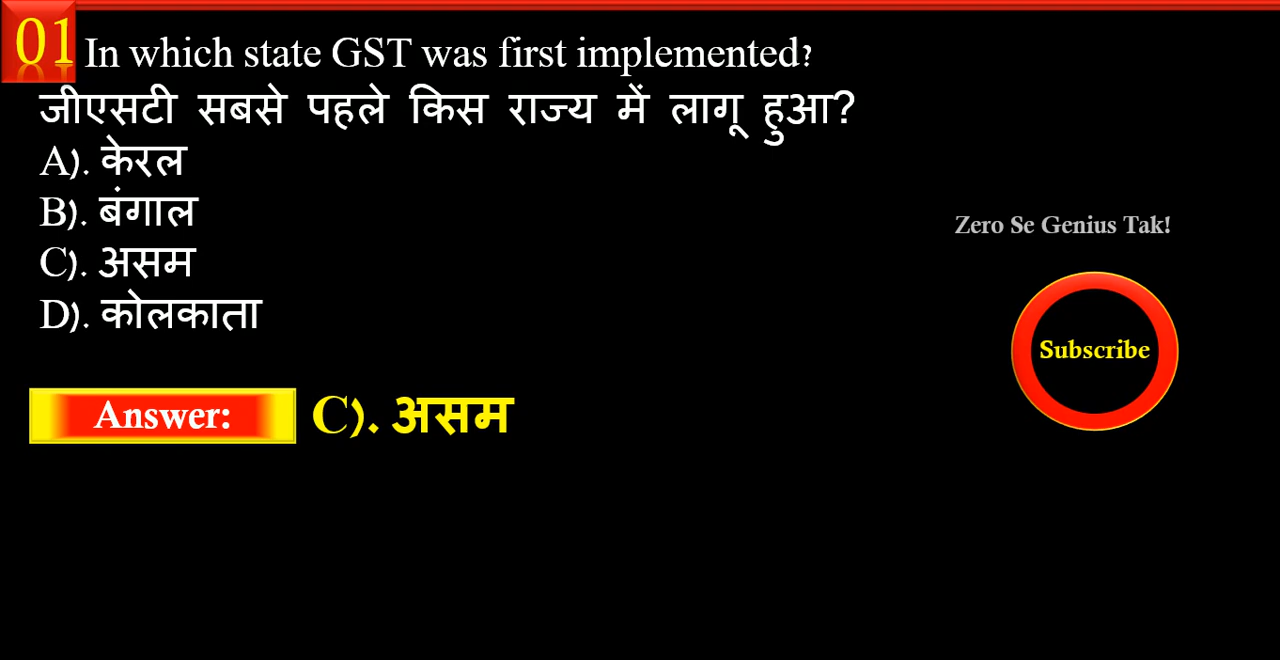 01 In which state GST was first implemented?
जीएसटी सबसे पहले किस राज्य में लागू हुआ?
A). केरल
B). बंगाल
C). असम
D). कोलकाता
Zero Se Genius Tak!
Subscribe
Answer: C). असम